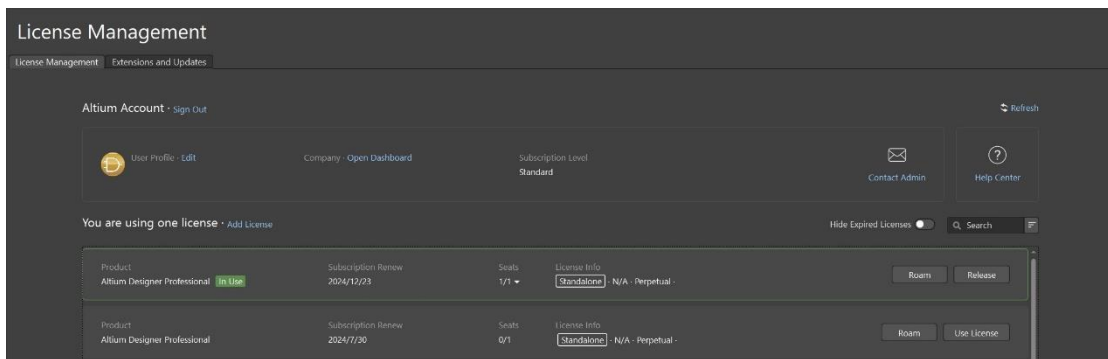 License Management
License Management Extensions and Updates
Altium Account · Sign Out Refresh
User Profile · Edit Company · Open Dashboard Subscription Level
Standard
Contact Admin Help Center
You are using one license · Add License Hide Expired Licenses Search
Product Subscription Renew Seats License Info
Altium Designer Professional In Use 2024/12/23 1/1 Standalone · N/A · Perpetual · Roam Release
Product Subscription Renew Seats License Info
Altium Designer Professional 2024/7/30 0/1 Standalone · N/A · Perpetual · Roam Use License